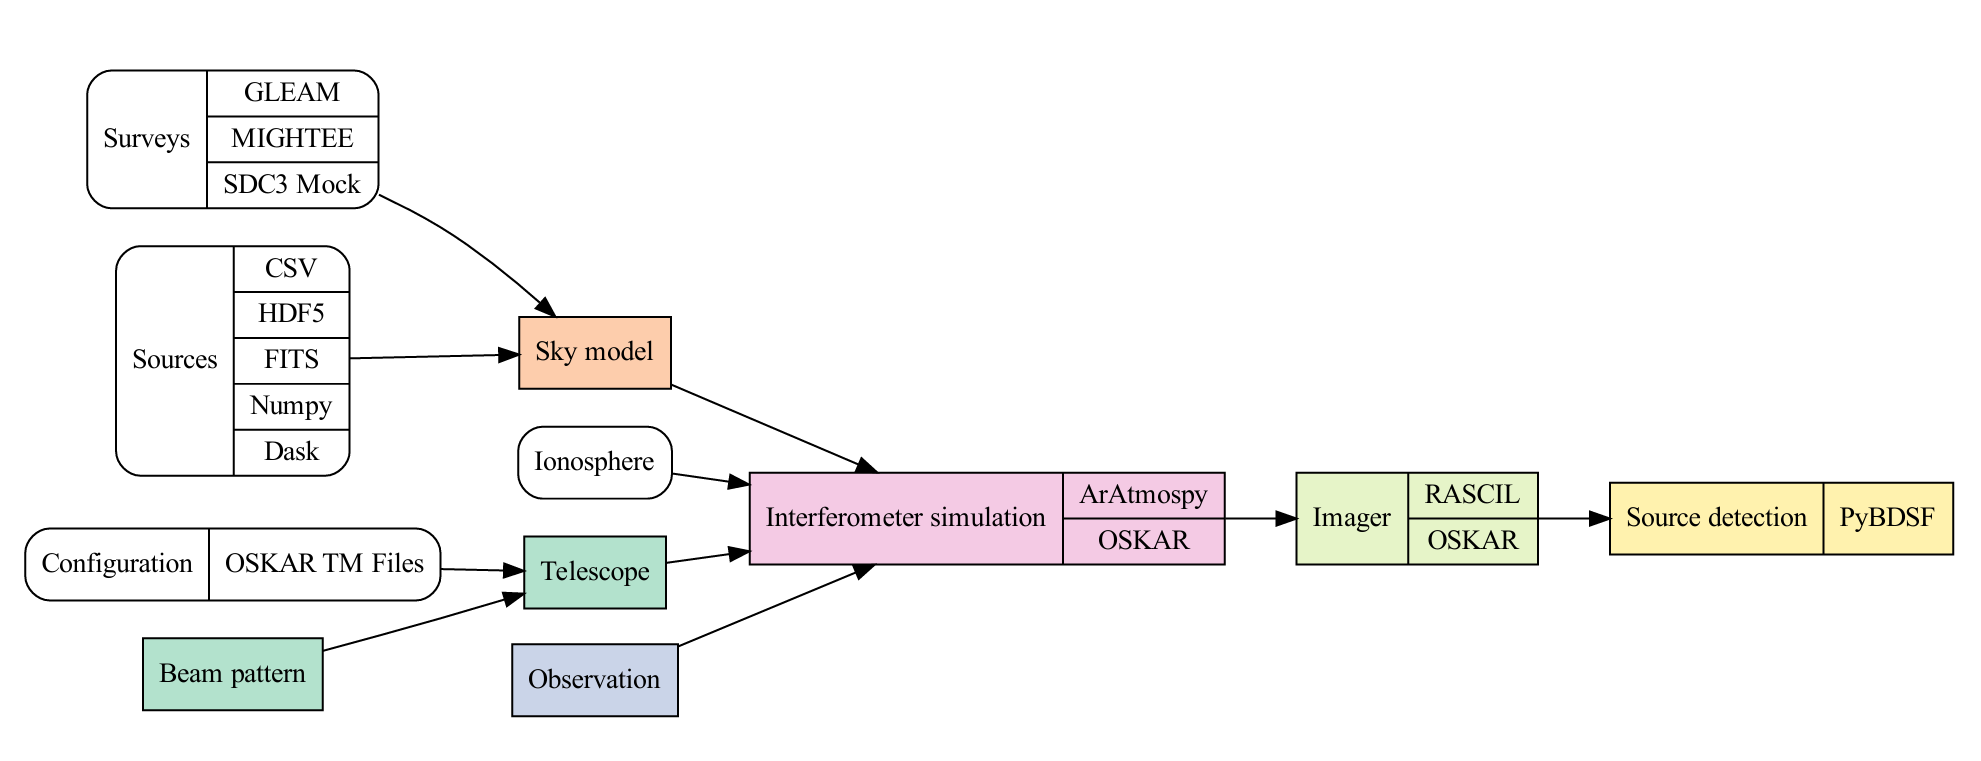 Surveys
GLEAM
MIGHTEE
SDC3 Mock
Sources
CSV
HDF5
FITS
Numpy
Dask
Sky model
Ionosphere
Configuration
OSKAR TM Files
Telescope
Beam pattern
Observation
Interferometer simulation
ArAtmospy
OSKAR
Imager
RASCIL
OSKAR
Source detection
PyBDSF